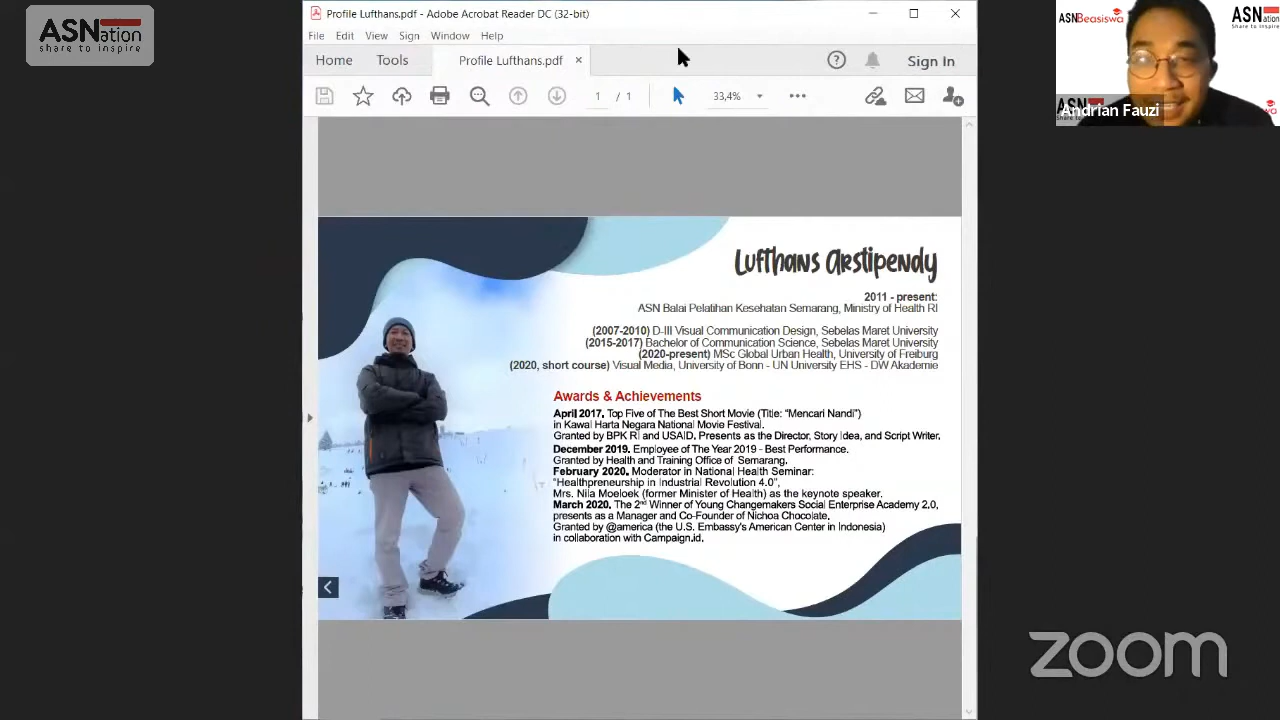 ASNation
share to inspire
Profile Lufthans.pdf - Adobe Acrobat Reader DC (32-bit)
File Edit View Sign Window Help
Home Tools Profile Lufthans.pdf × Sign In
1 / 1 33,4%
ASNBeasiswa
ASN
Andrian Fauzi
Lufthans Arstipendy
2011 - present:
ASN Balai Pelatihan Kesehatan Semarang, Ministry of Health RI
(2007-2010) D-III Visual Communication Design, Sebelas Maret University
(2015-2017) Bachelor of Communication Science, Sebelas Maret University
(2020-present) MSc Global Urban Health, University of Freiburg
(2020, short course) Visual Media, University of Bonn - UN University EHS - DW Akademie
Awards & Achievements
April 2017, Top Five of The Best Short Movie (Title: "Mencari Nandi")
in Kawal Harta Negara National Movie Festival.
Granted by BPK RI and USAID. Presents as the Director, Story Idea, and Script Writer.
December 2019. Employee of The Year 2019 - Best Performance.
Granted by Health and Training Office of Semarang.
February 2020, Moderator in National Health Seminar:
"Healthpreneurship in Industrial Revolution 4.0",
Mrs. Nila Moeloek (former Minister of Health) as the keynote speaker.
March 2020, The 2nd Winner of Young Changemakers Social Enterprise Academy 2.0,
presents as a Manager and Co-Founder of Nichoa Chocolate.
Granted by @america (the U.S. Embassy's American Center in Indonesia)
in collaboration with Campaign.id.
zoom